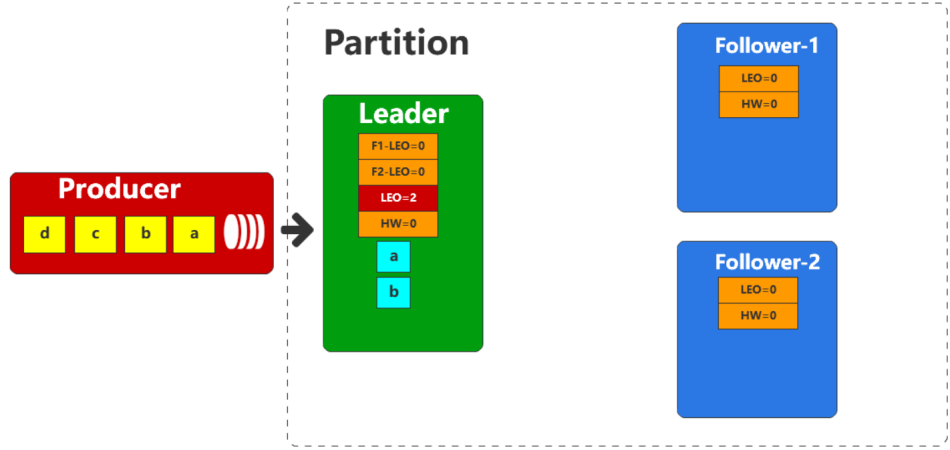 Producer
d c b a
Partition
Leader
F1-LEO=0
F2-LEO=0
LEO=2
HW=0
a
b
Follower-1
LEO=0
HW=0
Follower-2
LEO=0
HW=0